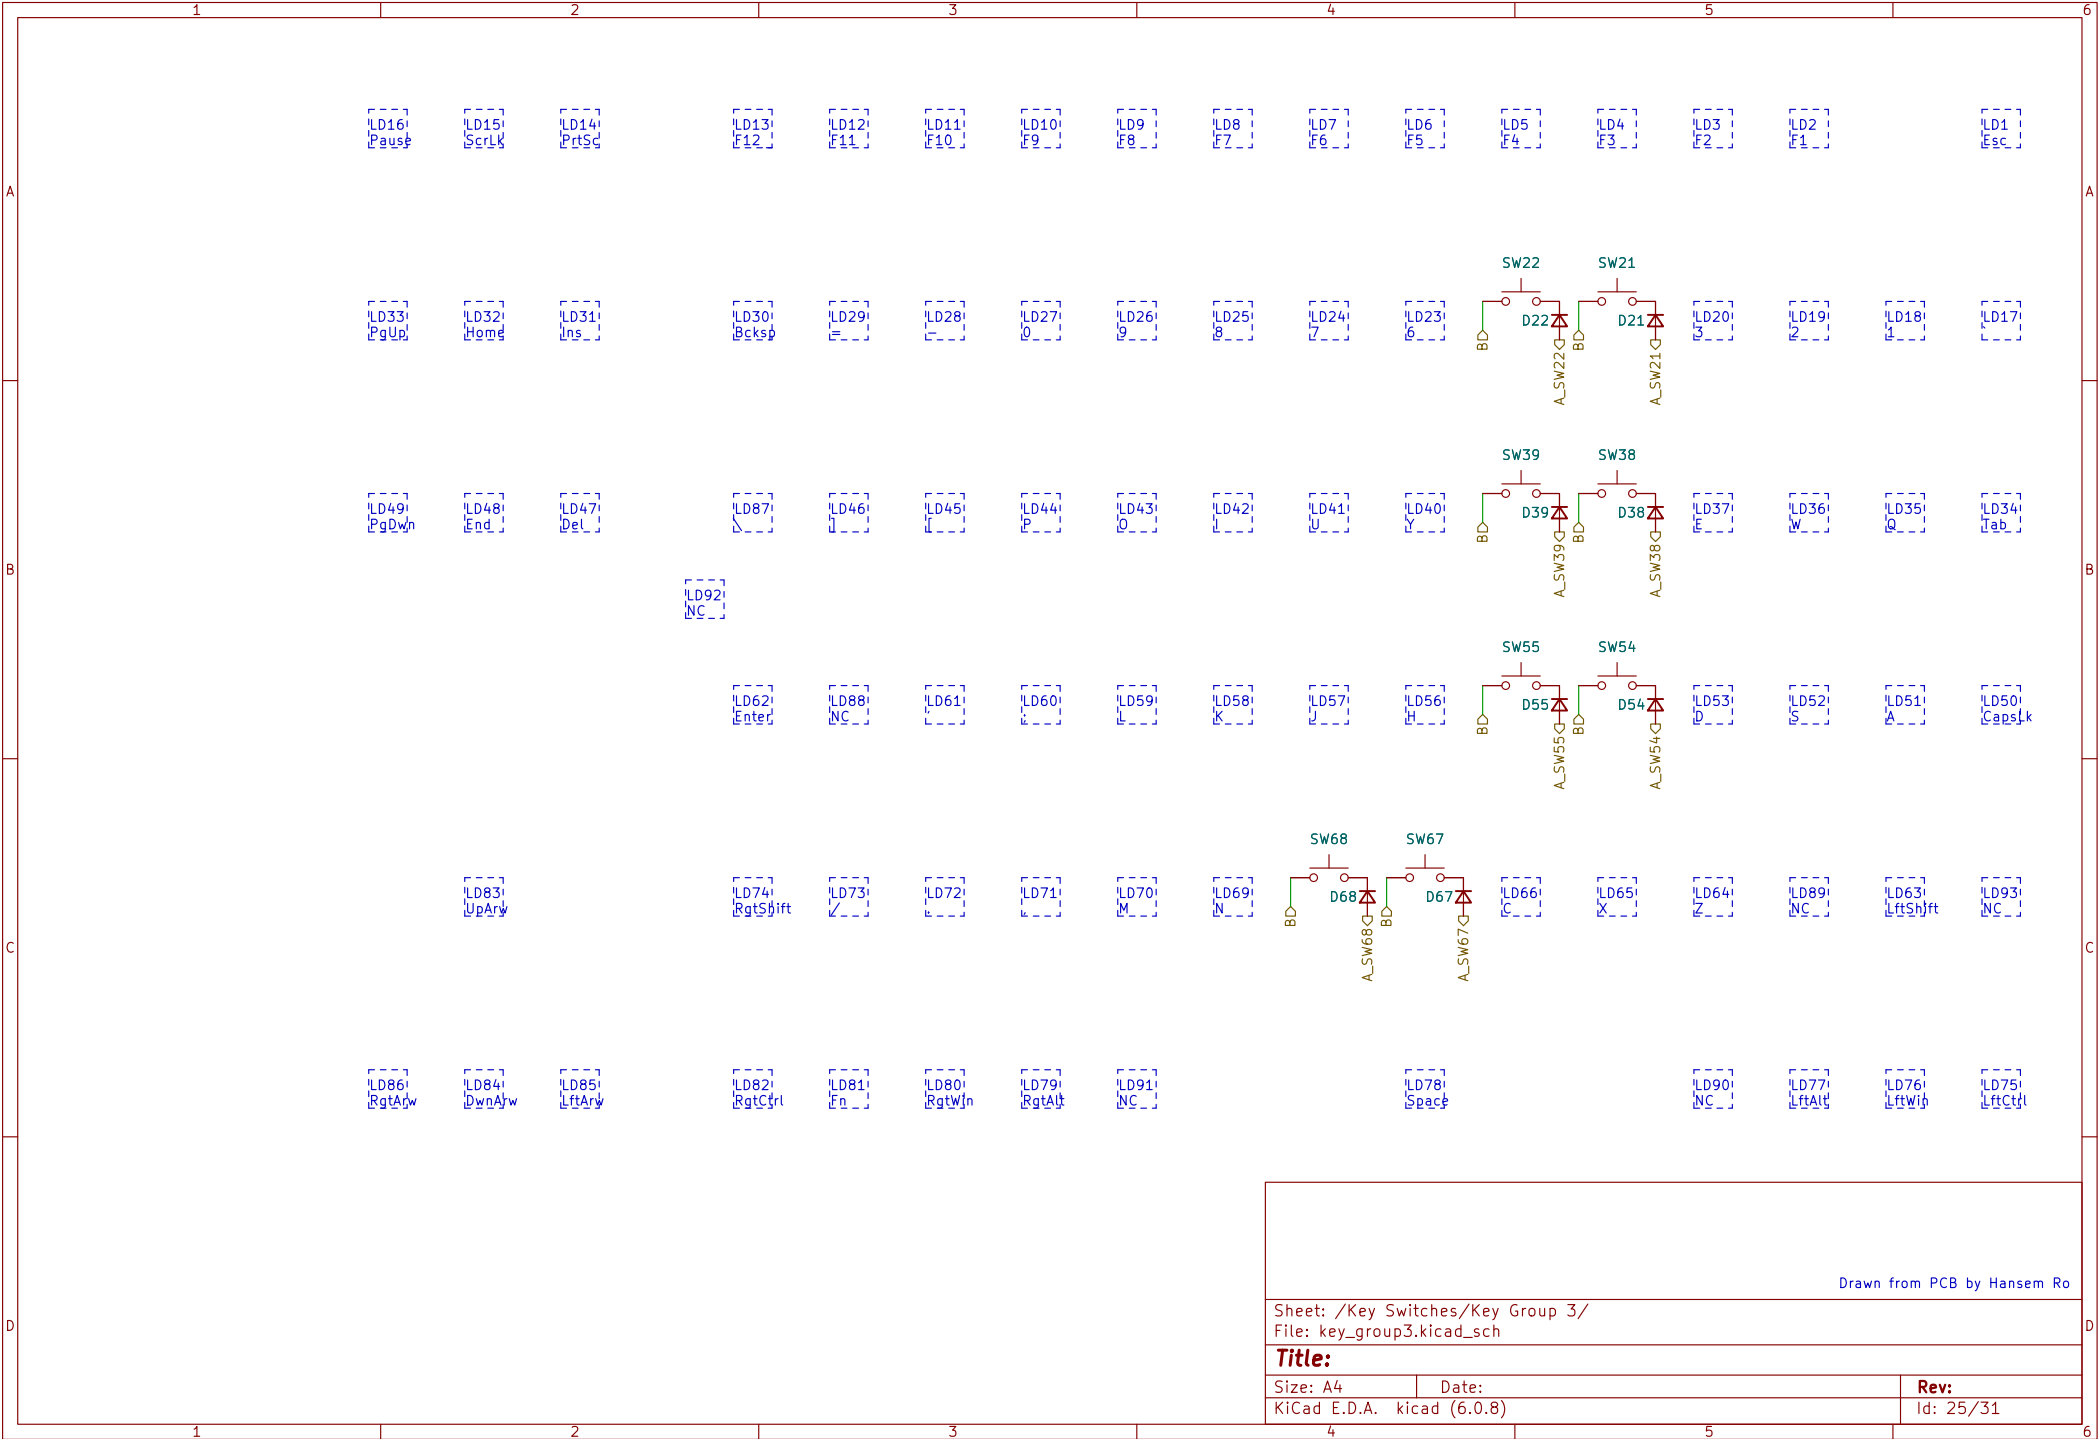 1 2 3 4 5 6
LD16 LD15 LD14 LD13 LD12 LD11 LD10 LD9 LD8 LD7 LD6 LD5 LD4 LD3 LD2 LD1
Pause ScrLk PrtSc F12 F11 F10 F9 F8 F7 F6 F5 F4 F3 F2 F1 Esc
A A
SW22 SW21
LD33 LD32 LD31 LD30 LD29 LD28 LD27 LD26 LD25 LD24 LD23 D22 D21 LD20 LD19 LD18 LD17
PgUp Home Ins Bcksp = - 0 9 8 7 6 3 2 1 `
B B
A_SW22 A_SW21
SW39 SW38
LD49 LD48 LD47 LD87 LD46 LD45 LD44 LD43 LD42 LD41 LD40 D39 D38 LD37 LD36 LD35 LD34
PgDwn End Del \ ] [ P O I U Y E W Q Tab
B B
A_SW39 A_SW38
B B
LD92
NC
SW55 SW54
LD62 LD88 LD61 LD60 LD59 LD58 LD57 LD56 D55 D54 LD53 LD52 LD51 LD50
Enter NC ' ; L K J H D S A CapsLk
B B
A_SW55 A_SW54
SW68 SW67
LD83 LD74 LD73 LD72 LD71 LD70 LD69 D68 D67 LD66 LD65 LD64 LD89 LD63 LD93
UpArw RgtShift / . , M N C X Z NC LftShift NC
B B
A_SW68 A_SW67
C C
LD86 LD84 LD85 LD82 LD81 LD80 LD79 LD91 LD78 LD90 LD77 LD76 LD75
RgtArw DwnArw LftArw RgtCtrl Fn RgtWin RgtAlt NC Space NC LftAlt LftWin LftCtrl
Drawn from PCB by Hansem Ro
Sheet: /Key Switches/Key Group 3/
File: key_group3.kicad_sch
D D
Title:
Size: A4 Date: Rev:
KiCad E.D.A. kicad (6.0.8) Id: 25/31
1 2 3 4 5 6